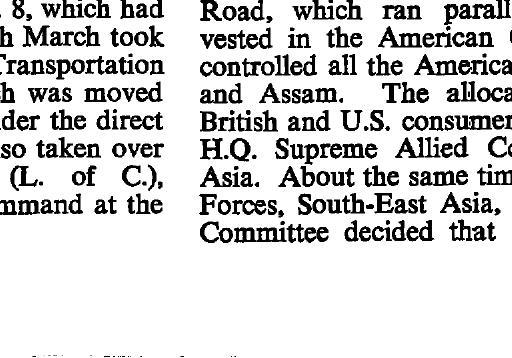 . 8, which had
h March took
Transportation
h was moved
der the direct
so taken over
(L. of C.),
mmand at the
Road, which ran parall
vested in the American
controlled all the America
and Assam. The alloca
British and U.S. consumer
H.Q. Supreme Allied Co
Asia. About the same tim
Forces, South-East Asia,
Committee decided that